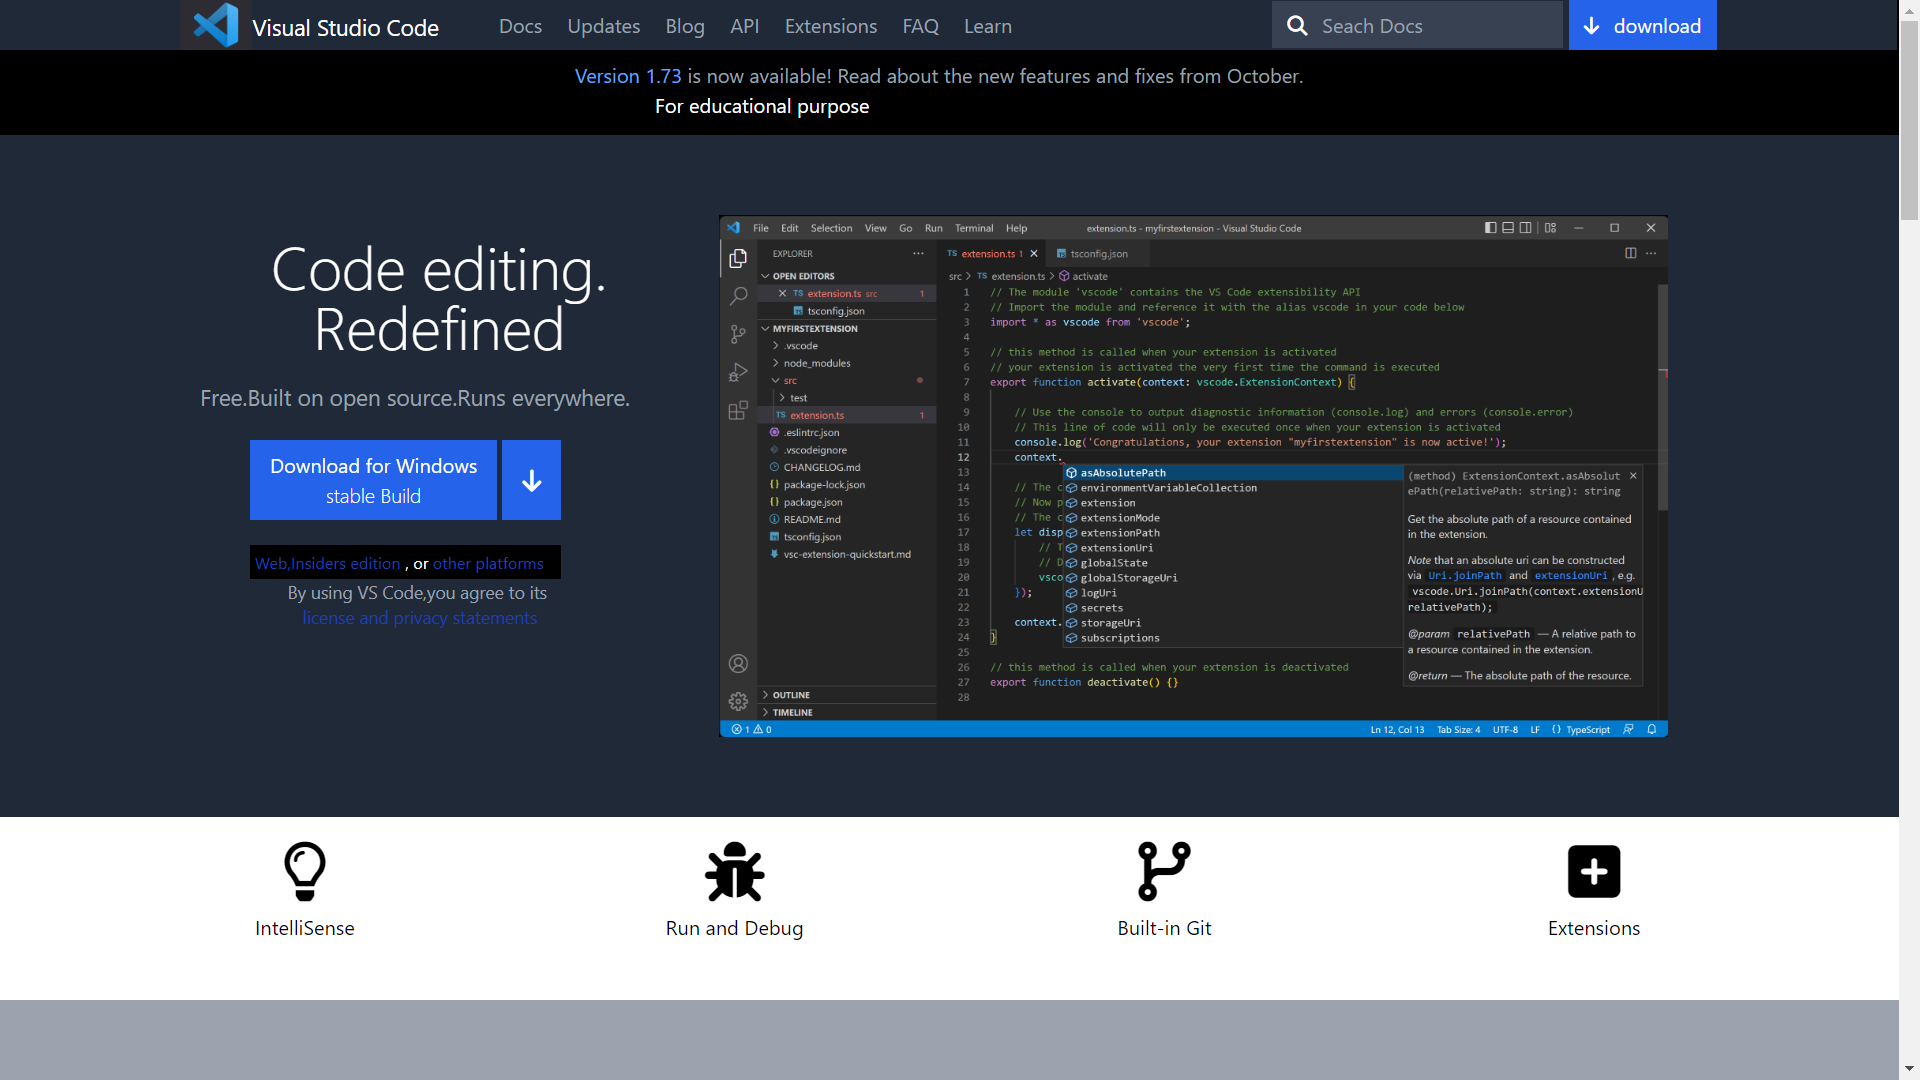 Visual Studio Code Docs Updates Blog API Extensions FAQ Learn Seach Docs download
Version 1.73 is now available! Read about the new features and fixes from October.
For educational purpose
Code editing.
Redefined
Free.Built on open source.Runs everywhere.
Download for Windows
stable Build
Web,Insiders edition , or other platforms
By using VS Code,you agree to its
license and privacy statements
File Edit Selection View Go Run Terminal Help extension.ts - myfirstextension - Visual Studio Code
EXPLORER
OPEN EDITORS
extension.ts src 1
tsconfig.json
MYFIRSTEXTENSION
.vscode
node_modules
src
test
extension.ts 1
.eslintrc.json
.vscodeignore
CHANGELOG.md
package-lock.json
package.json
README.md
tsconfig.json
vsc-extension-quickstart.md
OUTLINE
TIMELINE
extension.ts 1 tsconfig.json
src > extension.ts > activate
1 // The module 'vscode' contains the VS Code extensibility API
2 // Import the module and reference it with the alias vscode in your code below
3 import * as vscode from 'vscode';
4
5 // this method is called when your extension is activated
6 // your extension is activated the very first time the command is executed
7 export function activate(context: vscode.ExtensionContext) {
8
9 // Use the console to output diagnostic information (console.log) and errors (console.error)
10 // This line of code will only be executed once when your extension is activated
11 console.log('Congratulations, your extension "myfirstextension" is now active!');
12 context.
13
14 // The c
15 // Now p
16 // The c
17 let disp
18 // T
19 // D
20 vsco
21 });
22
23 context.
24 }
25
26 // this method is called when your extension is deactivated
27 export function deactivate() {}
28
asAbsolutePath
environmentVariableCollection
extension
extensionMode
extensionPath
extensionUri
globalState
globalStorageUri
logUri
secrets
storageUri
subscriptions
(method) ExtensionContext.asAbsolut
ePath(relativePath: string): string
Get the absolute path of a resource contained
in the extension.
Note that an absolute uri can be constructed
via Uri.joinPath and extensionUri , e.g.
vscode.Uri.joinPath(context.extensionU
relativePath);
@param relativePath — A relative path to
a resource contained in the extension.
@return — The absolute path of the resource.
1 0 Ln 12, Col 13 Tab Size: 4 UTF-8 LF {} TypeScript
IntelliSense
Run and Debug
Built-in Git
Extensions